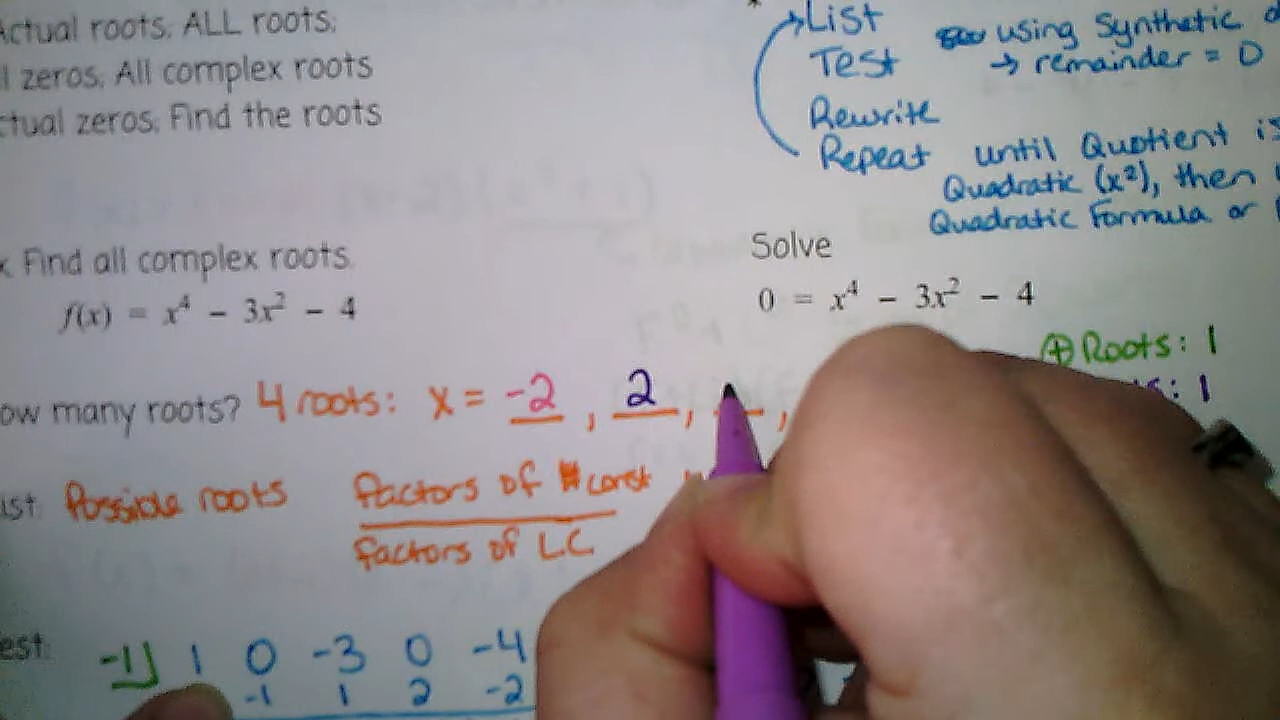 Actual roots. ALL roots.
l zeros. All complex roots
ctual zeros. Find the roots
List using Synthetic
Test → remainder = 0
Rewrite
Repeat until Quotient is
Quadratic (x²), then
Quadratic Formula or
x Find all complex roots.
f(x) = x⁴ - 3x² - 4
Solve
0 = x⁴ - 3x² - 4
⊕ Roots: 1
s: 1
ow many roots? 4 roots: x = -2, 2, ,
ist Possible roots factors of #const
factors of LC
est: -1 1 0 -3 0 -4
-1 1 2 -2